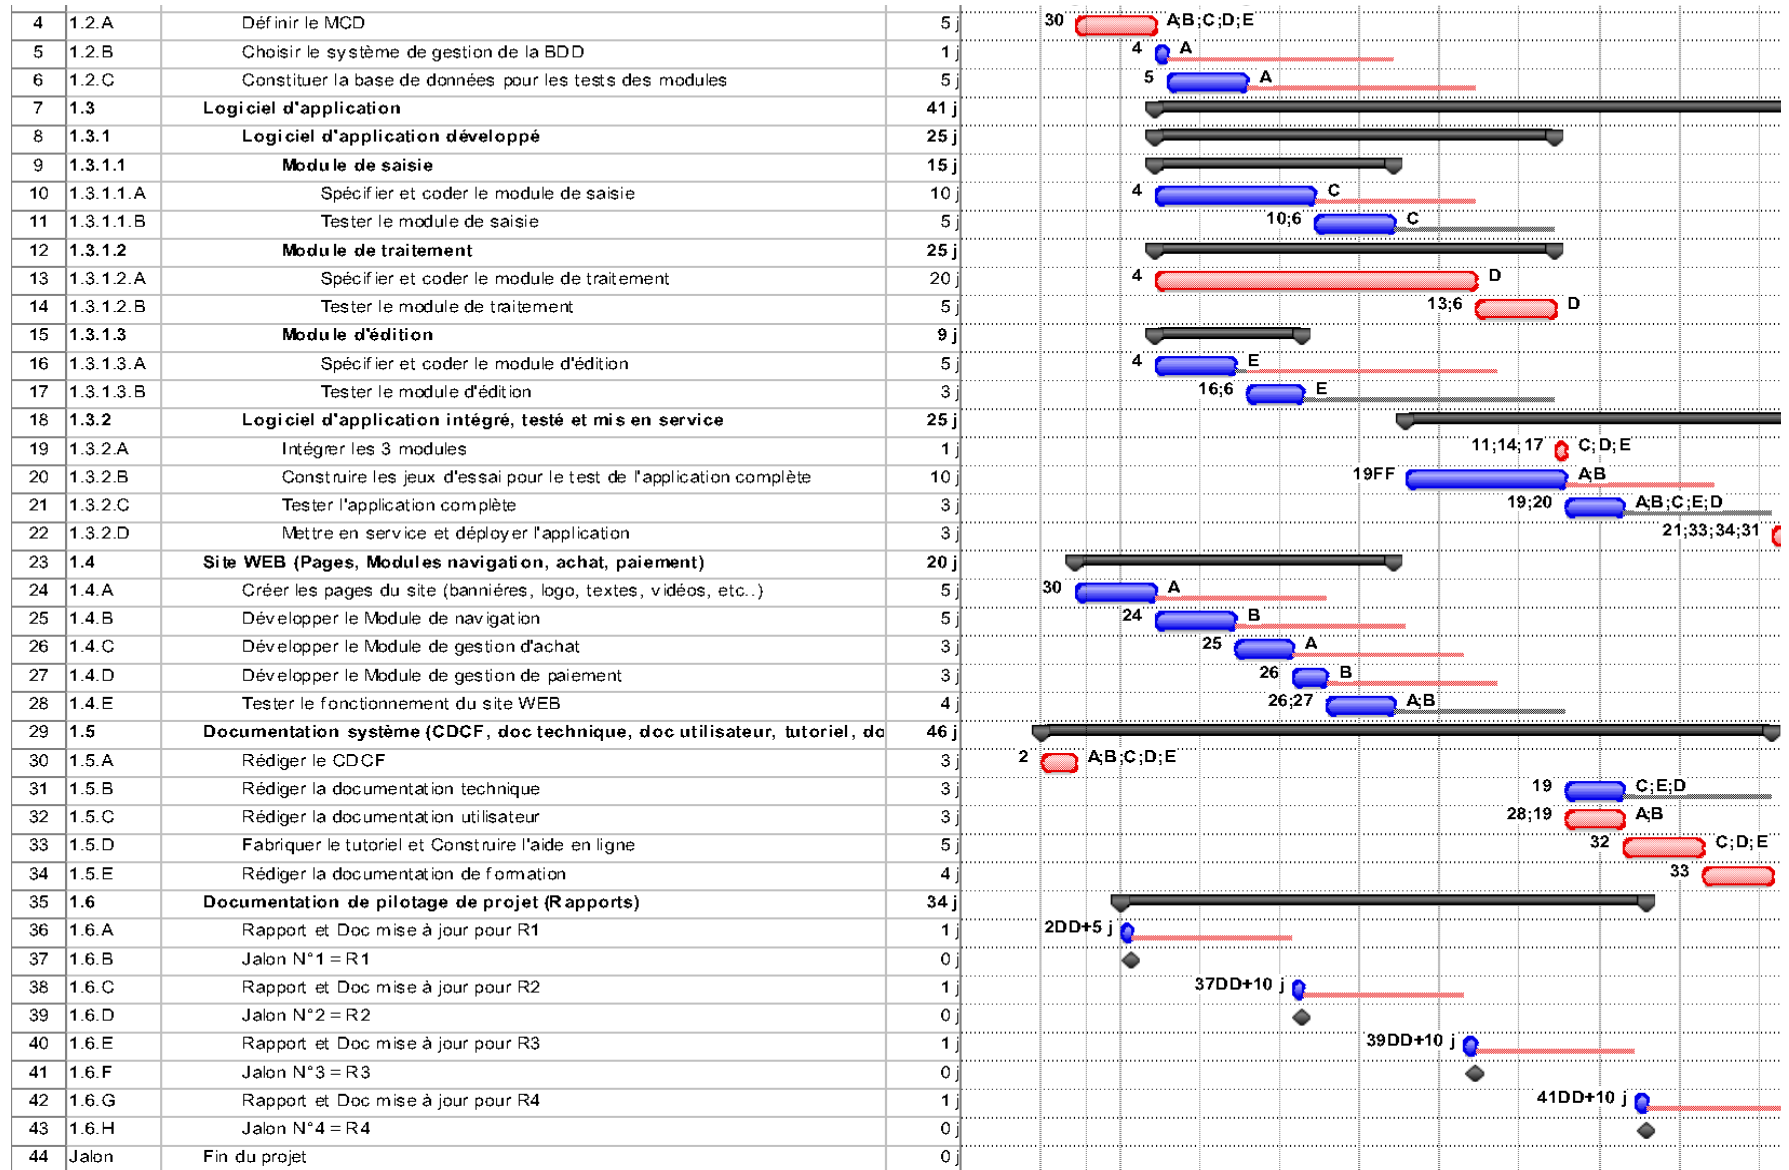 4 1.2.A Définir le MCD 5 j 30 A;B;C;D;E
5 1.2.B Choisir le système de gestion de la BDD 1 j 4 A
6 1.2.C Constituer la base de données pour les tests des modules 5 j 5 A
7 1.3 Logiciel d'application 41 j
8 1.3.1 Logiciel d'application développé 25 j
9 1.3.1.1 Module de saisie 15 j
10 1.3.1.1.A Spécifier et coder le module de saisie 10 j 4 C
11 1.3.1.1.B Tester le module de saisie 5 j 10;6 C
12 1.3.1.2 Module de traitement 25 j
13 1.3.1.2.A Spécifier et coder le module de traitement 20 j 4 D
14 1.3.1.2.B Tester le module de traitement 5 j 13;6 D
15 1.3.1.3 Module d'édition 9 j
16 1.3.1.3.A Spécifier et coder le module d'édition 5 j 4 E
17 1.3.1.3.B Tester le module d'édition 3 j 16;6 E
18 1.3.2 Logiciel d'application intégré, testé et mis en service 25 j
19 1.3.2.A Intégrer les 3 modules 1 j 11;14;17 C;D;E
20 1.3.2.B Construire les jeux d'essai pour le test de l'application complète 10 j 19FF A;B
21 1.3.2.C Tester l'application complète 3 j 19;20 A;B;C;E;D
22 1.3.2.D Mettre en service et déployer l'application 3 j 21;33;34;31
23 1.4 Site WEB (Pages, Modules navigation, achat, paiement) 20 j
24 1.4.A Créer les pages du site (banniéres, logo, textes, vidéos, etc..) 5 j 30 A
25 1.4.B Développer le Module de navigation 5 j 24 B
26 1.4.C Développer le Module de gestion d'achat 3 j 25 A
27 1.4.D Développer le Module de gestion de paiement 3 j 26 B
28 1.4.E Tester le fonctionnement du site WEB 4 j 26;27 A;B
29 1.5 Documentation système (CDCF, doc technique, doc utilisateur, tutoriel, do 46 j
30 1.5.A Rédiger le CDCF 3 j 2 A;B;C;D;E
31 1.5.B Rédiger la documentation technique 3 j 19 C;E;D
32 1.5.C Rédiger la documentation utilisateur 3 j 28;19 A;B
33 1.5.D Fabriquer le tutoriel et Construire l'aide en ligne 5 j 32 C;D;E
34 1.5.E Rédiger la documentation de formation 4 j 33
35 1.6 Documentation de pilotage de projet (Rapports) 34 j
36 1.6.A Rapport et Doc mise à jour pour R1 1 j 2DD+5 j
37 1.6.B Jalon N°1 = R1 0 j
38 1.6.C Rapport et Doc mise à jour pour R2 1 j 37DD+10 j
39 1.6.D Jalon N°2 = R2 0 j
40 1.6.E Rapport et Doc mise à jour pour R3 1 j 39DD+10 j
41 1.6.F Jalon N°3 = R3 0 j
42 1.6.G Rapport et Doc mise à jour pour R4 1 j 41DD+10 j
43 1.6.H Jalon N°4 = R4 0 j
44 Jalon Fin du projet 0 j